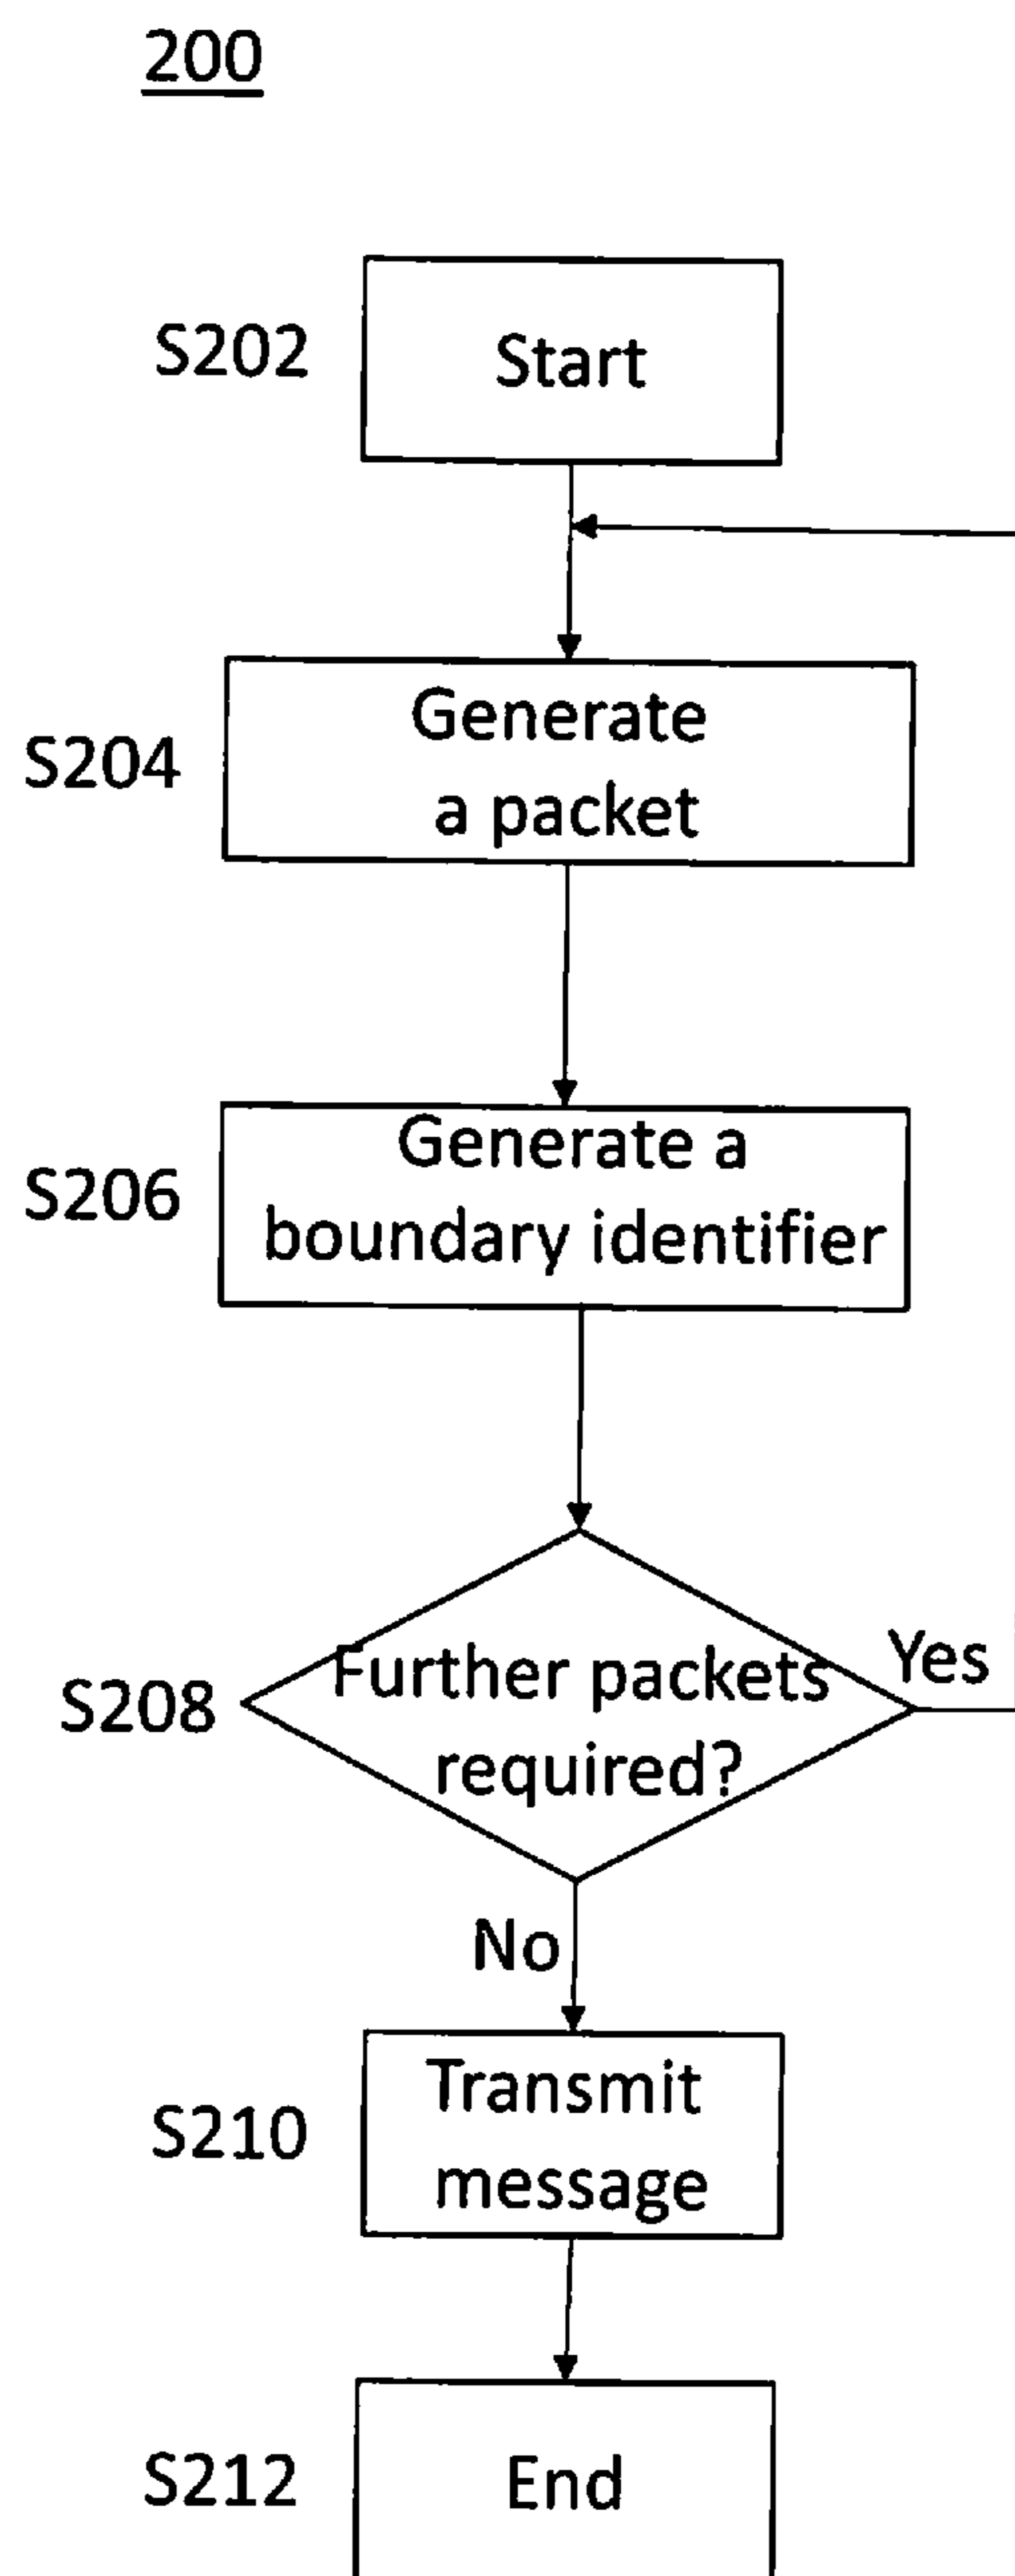 200
S202
Start
S204
Generate
a packet
S206
Generate a
boundary identifier
S208
Further packets
required?
Yes
No
S210
Transmit
message
S212
End